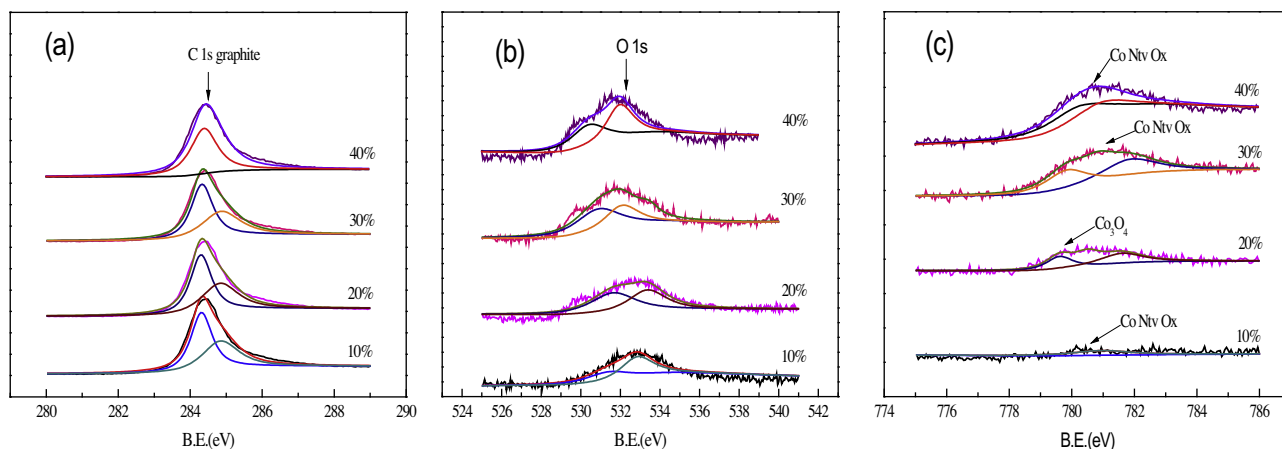 (a)
C 1s graphite
40%
30%
20%
10%
280 282 284 286 288 290
B.E.(eV)
(b)
O 1s
40%
30%
20%
10%
524 526 528 530 532 534 536 538 540 542
B.E.(eV)
(c)
Co Ntv Ox
40%
Co Ntv Ox
30%
Co3O4
20%
Co Ntv Ox
10%
774 776 778 780 782 784 786
B.E.(eV)